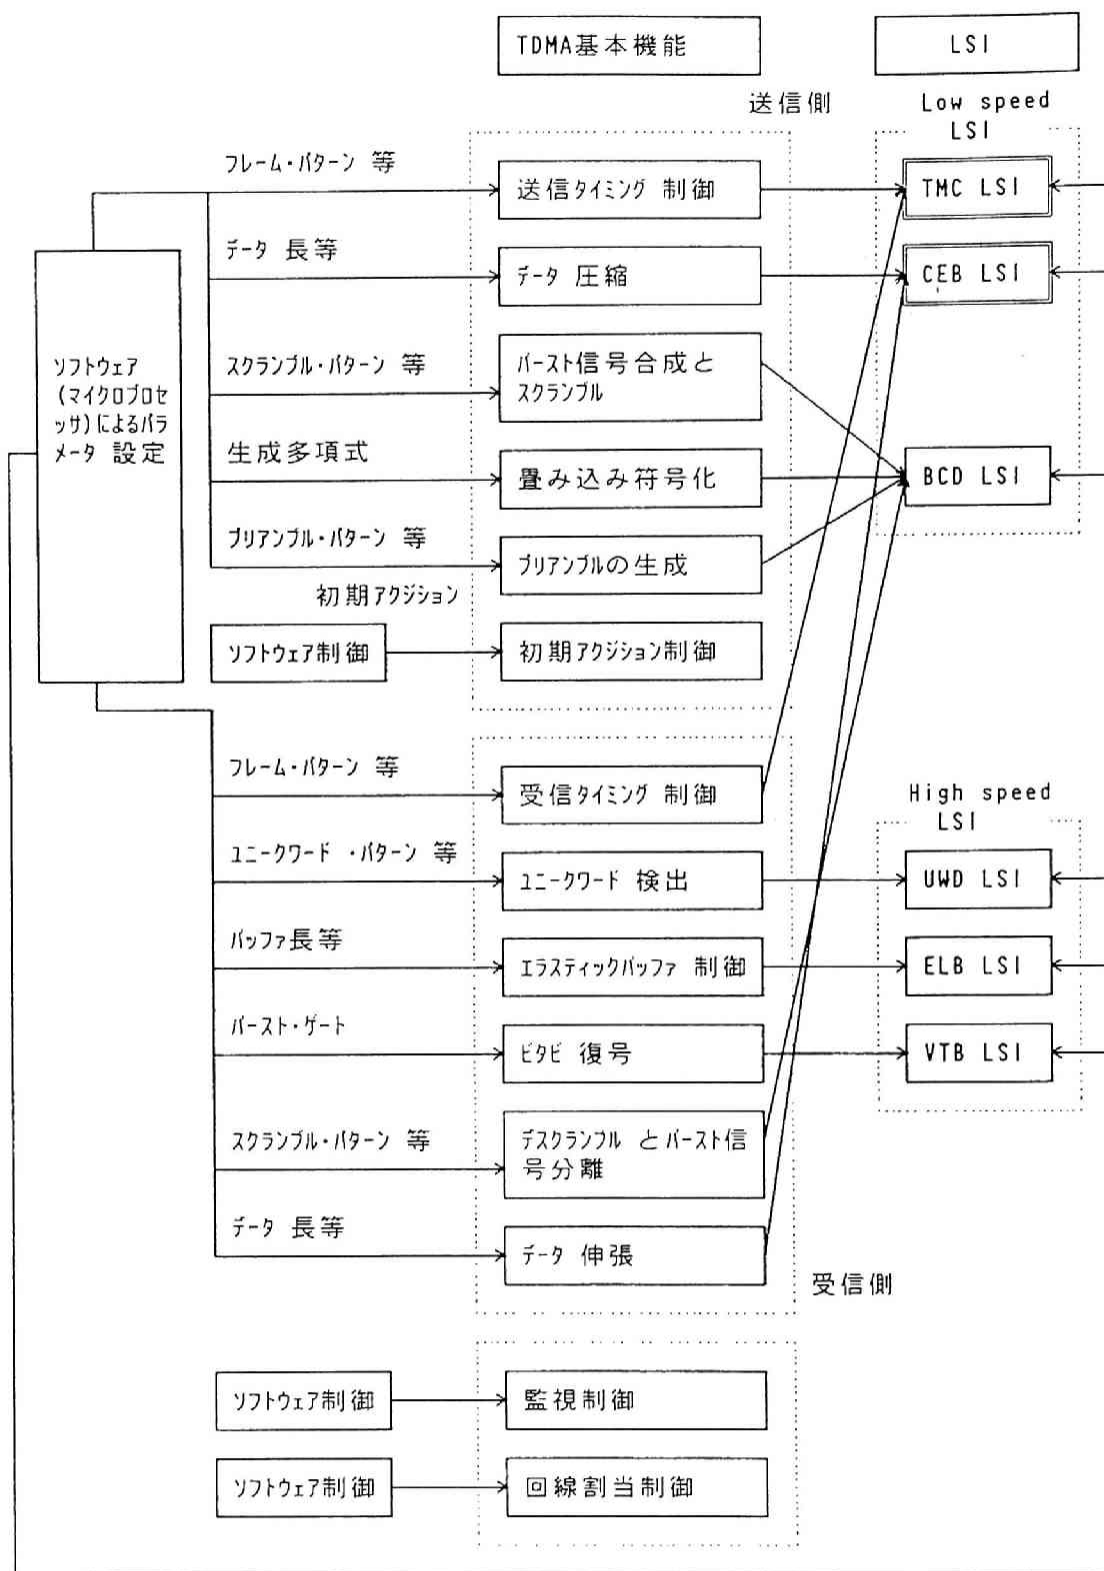 TDMA基本機能
LSI
送信側
Low speed
LSI
フレーム・パターン 等
送信タイミング 制御
TMC LSI
データ 長等
データ 圧縮
CEB LSI
ソフトウェア
(マイクロプロセ
ッサ)によるパラ
メータ 設定
スクランブル・パターン 等
バースト信号合成と
スクランブル
生成多項式
畳み込み符号化
BCD LSI
プリアンブル・パターン 等
プリアンブルの生成
初期アクジション
ソフトウェア制御
初期アクジション制御
フレーム・パターン 等
受信タイミング 制御
High speed
LSI
ユニークワード ・パターン 等
ユニークワード 検出
UWD LSI
バッファ長等
エラスティックバッファ 制御
ELB LSI
バースト・ゲート
ビタビ 復号
VTB LSI
スクランブル・パターン 等
デスクランブル とバースト信
号分離
データ 長等
データ 伸張
受信側
ソフトウェア制御
監視制御
ソフトウェア制御
回線割当制御